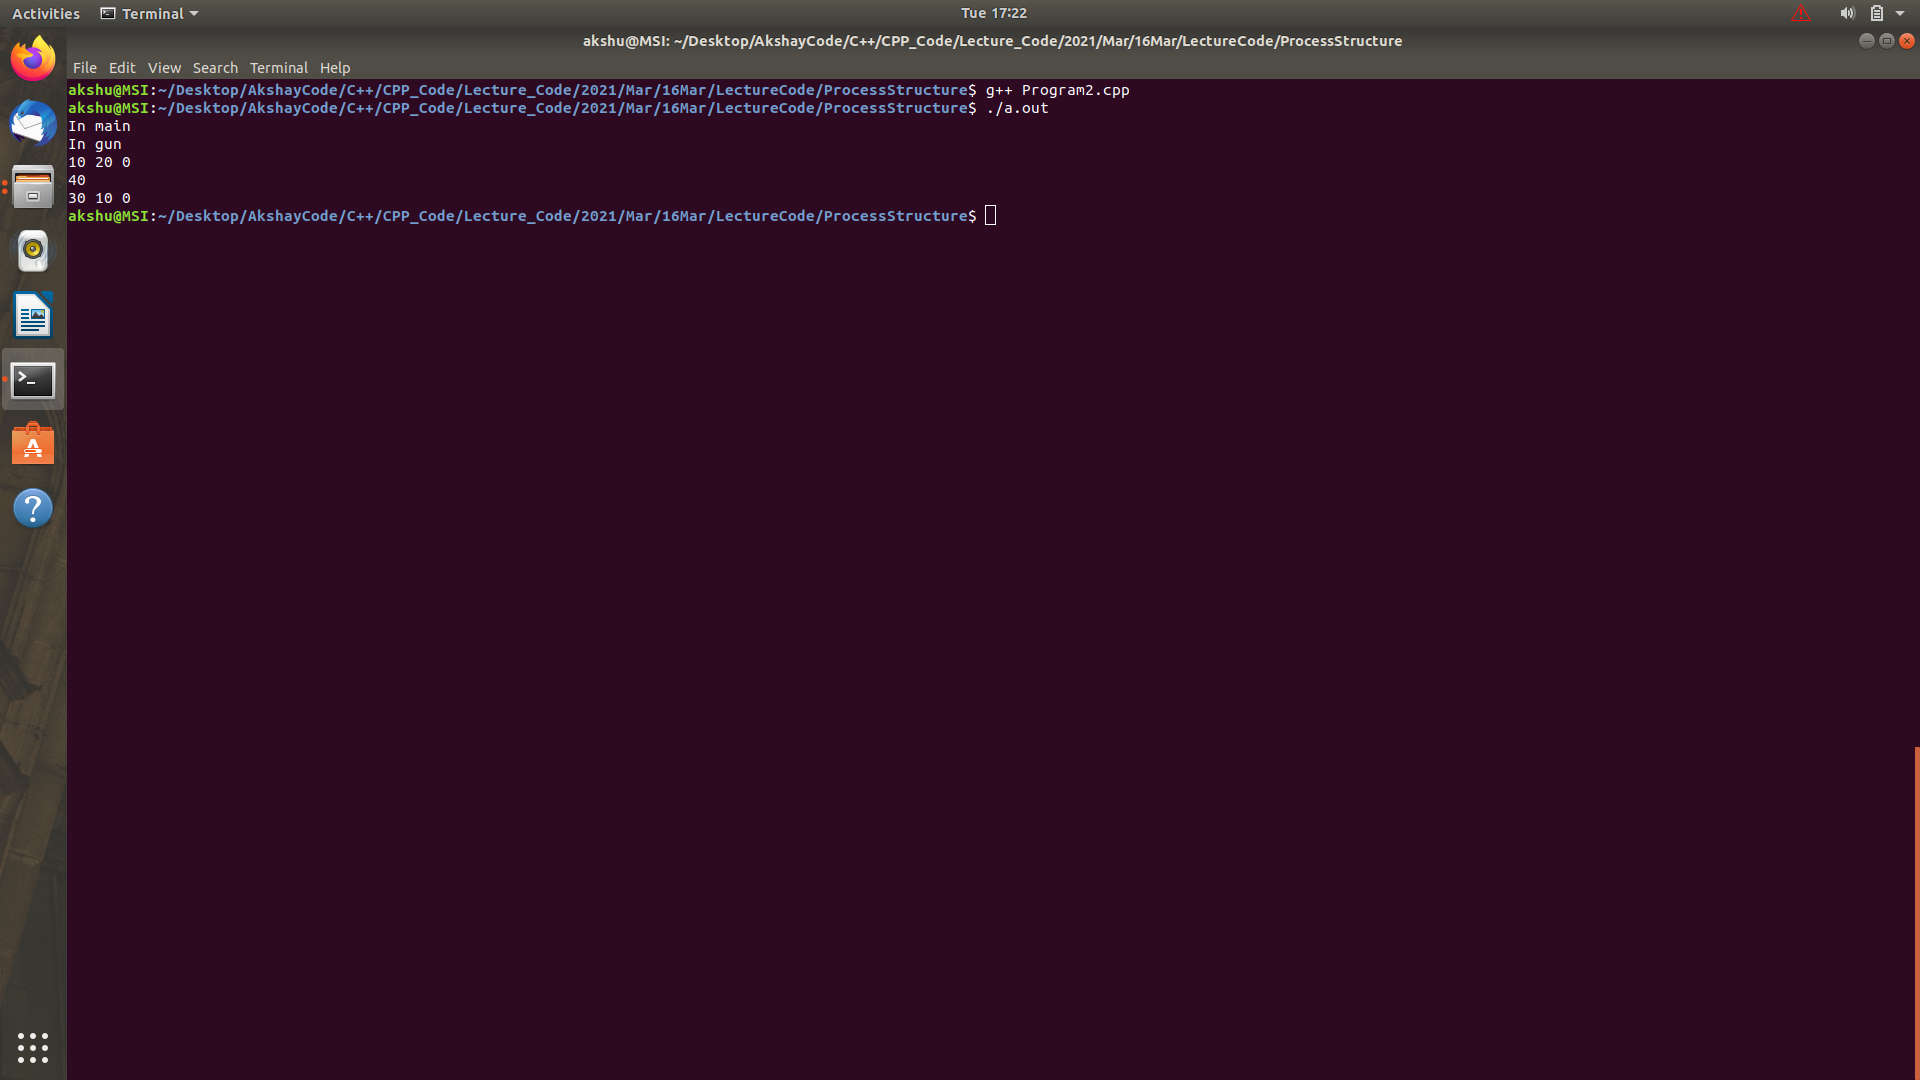 Activities Terminal Tue 17:22
akshu@MSI: ~/Desktop/AkshayCode/C++/CPP_Code/Lecture_Code/2021/Mar/16Mar/LectureCode/ProcessStructure
File Edit View Search Terminal Help
akshu@MSI:~/Desktop/AkshayCode/C++/CPP_Code/Lecture_Code/2021/Mar/16Mar/LectureCode/ProcessStructure$ g++ Program2.cpp
akshu@MSI:~/Desktop/AkshayCode/C++/CPP_Code/Lecture_Code/2021/Mar/16Mar/LectureCode/ProcessStructure$ ./a.out
In main
In gun
10 20 0
40
30 10 0
akshu@MSI:~/Desktop/AkshayCode/C++/CPP_Code/Lecture_Code/2021/Mar/16Mar/LectureCode/ProcessStructure$